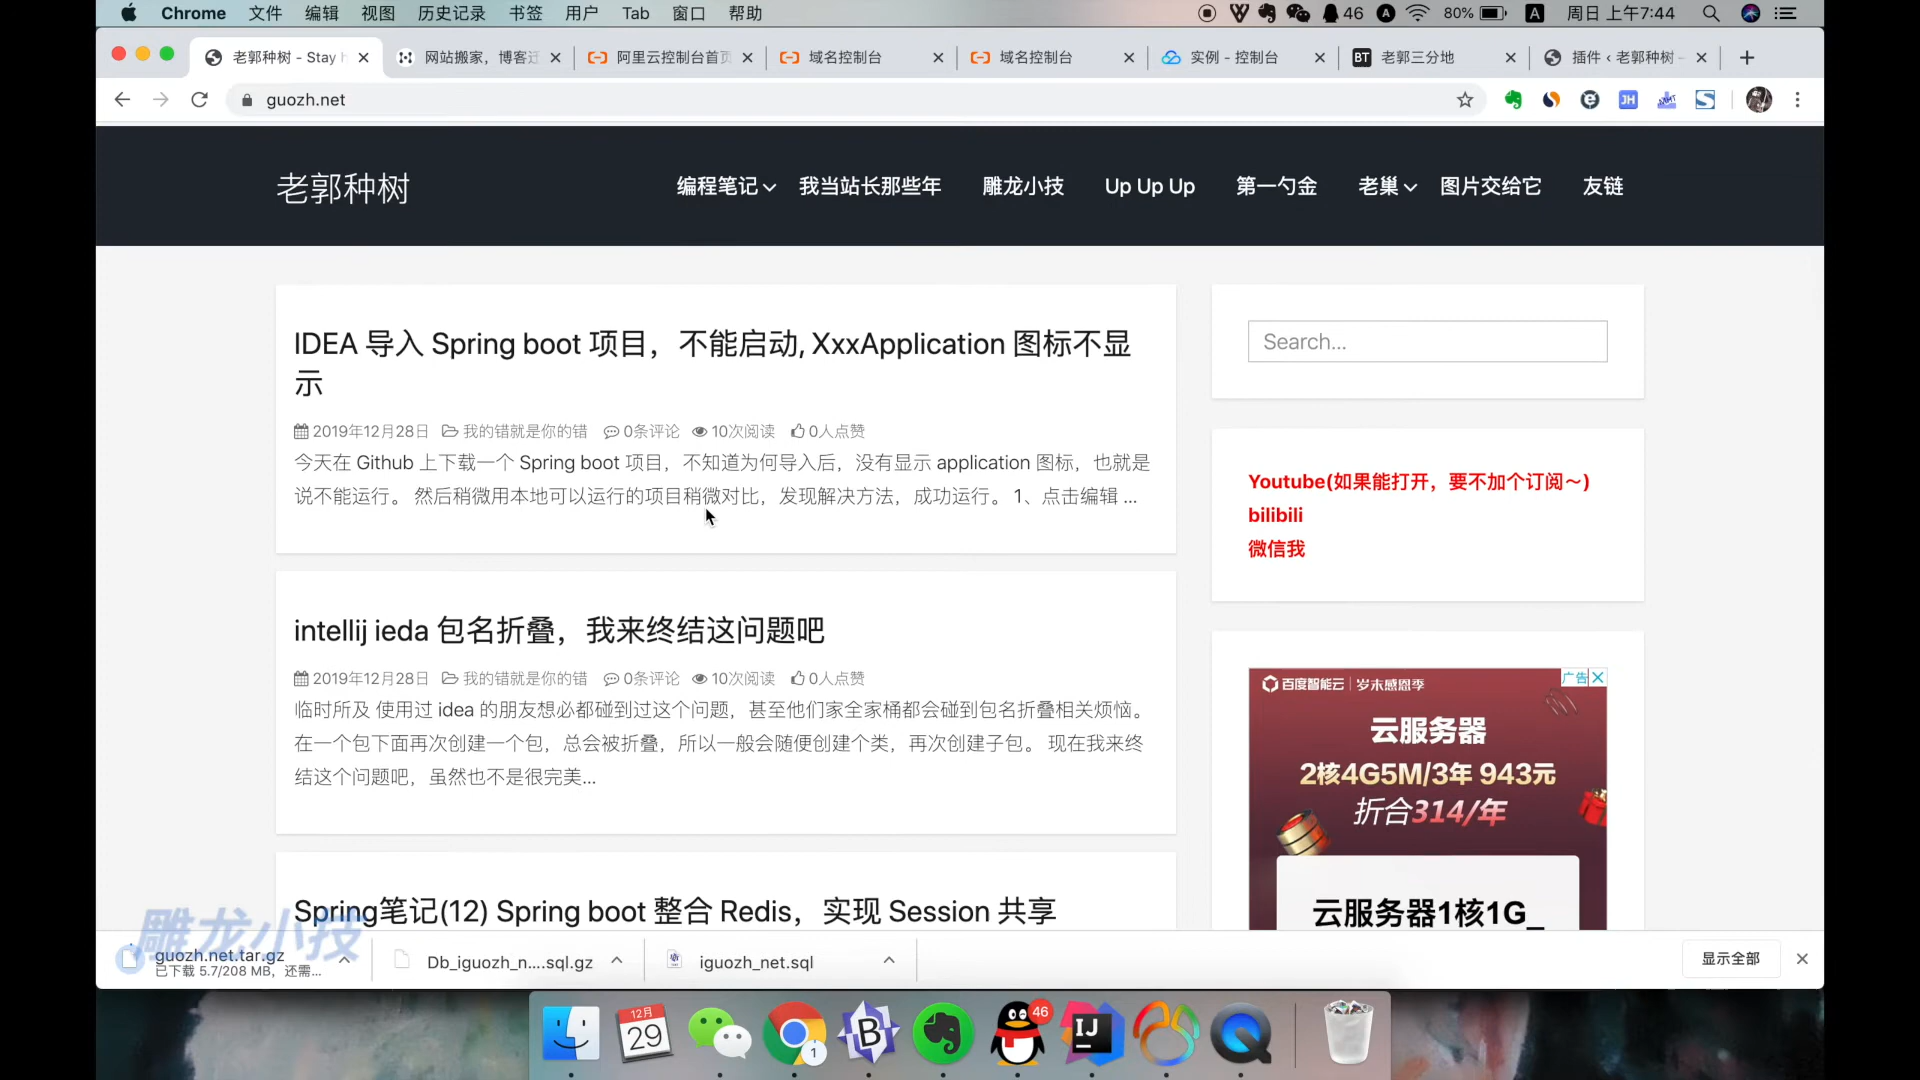 Chrome 文件 编辑 视图 历史记录 书签 用户 Tab 窗口 帮助 46 80% A 周日 上午7:44
老郭种树 - Stay h 网站搬家，博客迁 阿里云控制台首页 域名控制台 域名控制台 实例 - 控制台 BT 老郭三分地 插件 ‹ 老郭种树 -
guozh.net
老郭种树
编程笔记 我当站长那些年 雕龙小技 Up Up Up 第一勺金 老巢 图片交给它 友链
IDEA 导入 Spring boot 项目，不能启动, XxxApplication 图标不显
示
2019年12月28日 我的错就是你的错 0条评论 10次阅读 0人点赞
今天在 Github 上下载一个 Spring boot 项目，不知道为何导入后，没有显示 application 图标，也就是
说不能运行。 然后稍微用本地可以运行的项目稍微对比，发现解决方法，成功运行。 1、点击编辑 ...
intellij ieda 包名折叠，我来终结这问题吧
2019年12月28日 我的错就是你的错 0条评论 10次阅读 0人点赞
临时所及 使用过 idea 的朋友想必都碰到过这个问题，甚至他们家全家桶都会碰到包名折叠相关烦恼。
在一个包下面再次创建一个包，总会被折叠，所以一般会随便创建个类，再次创建子包。 现在我来终
结这个问题吧，虽然也不是很完美...
Spring笔记(12) Spring boot 整合 Redis，实现 Session 共享
Search...
Youtube(如果能打开，要不加个订阅～)
bilibili
微信我
百度智能云 | 岁末感恩季 广告
云服务器
2核4G5M/3年 943元
折合314/年
云服务器1核1G_
雕龙小技
guozh.net.tar.gz
已下载 5.7/208 MB，还需...
Db_iguozh_n....sql.gz
iguozh_net.sql
显示全部
12月
29
1
B
46
IJ